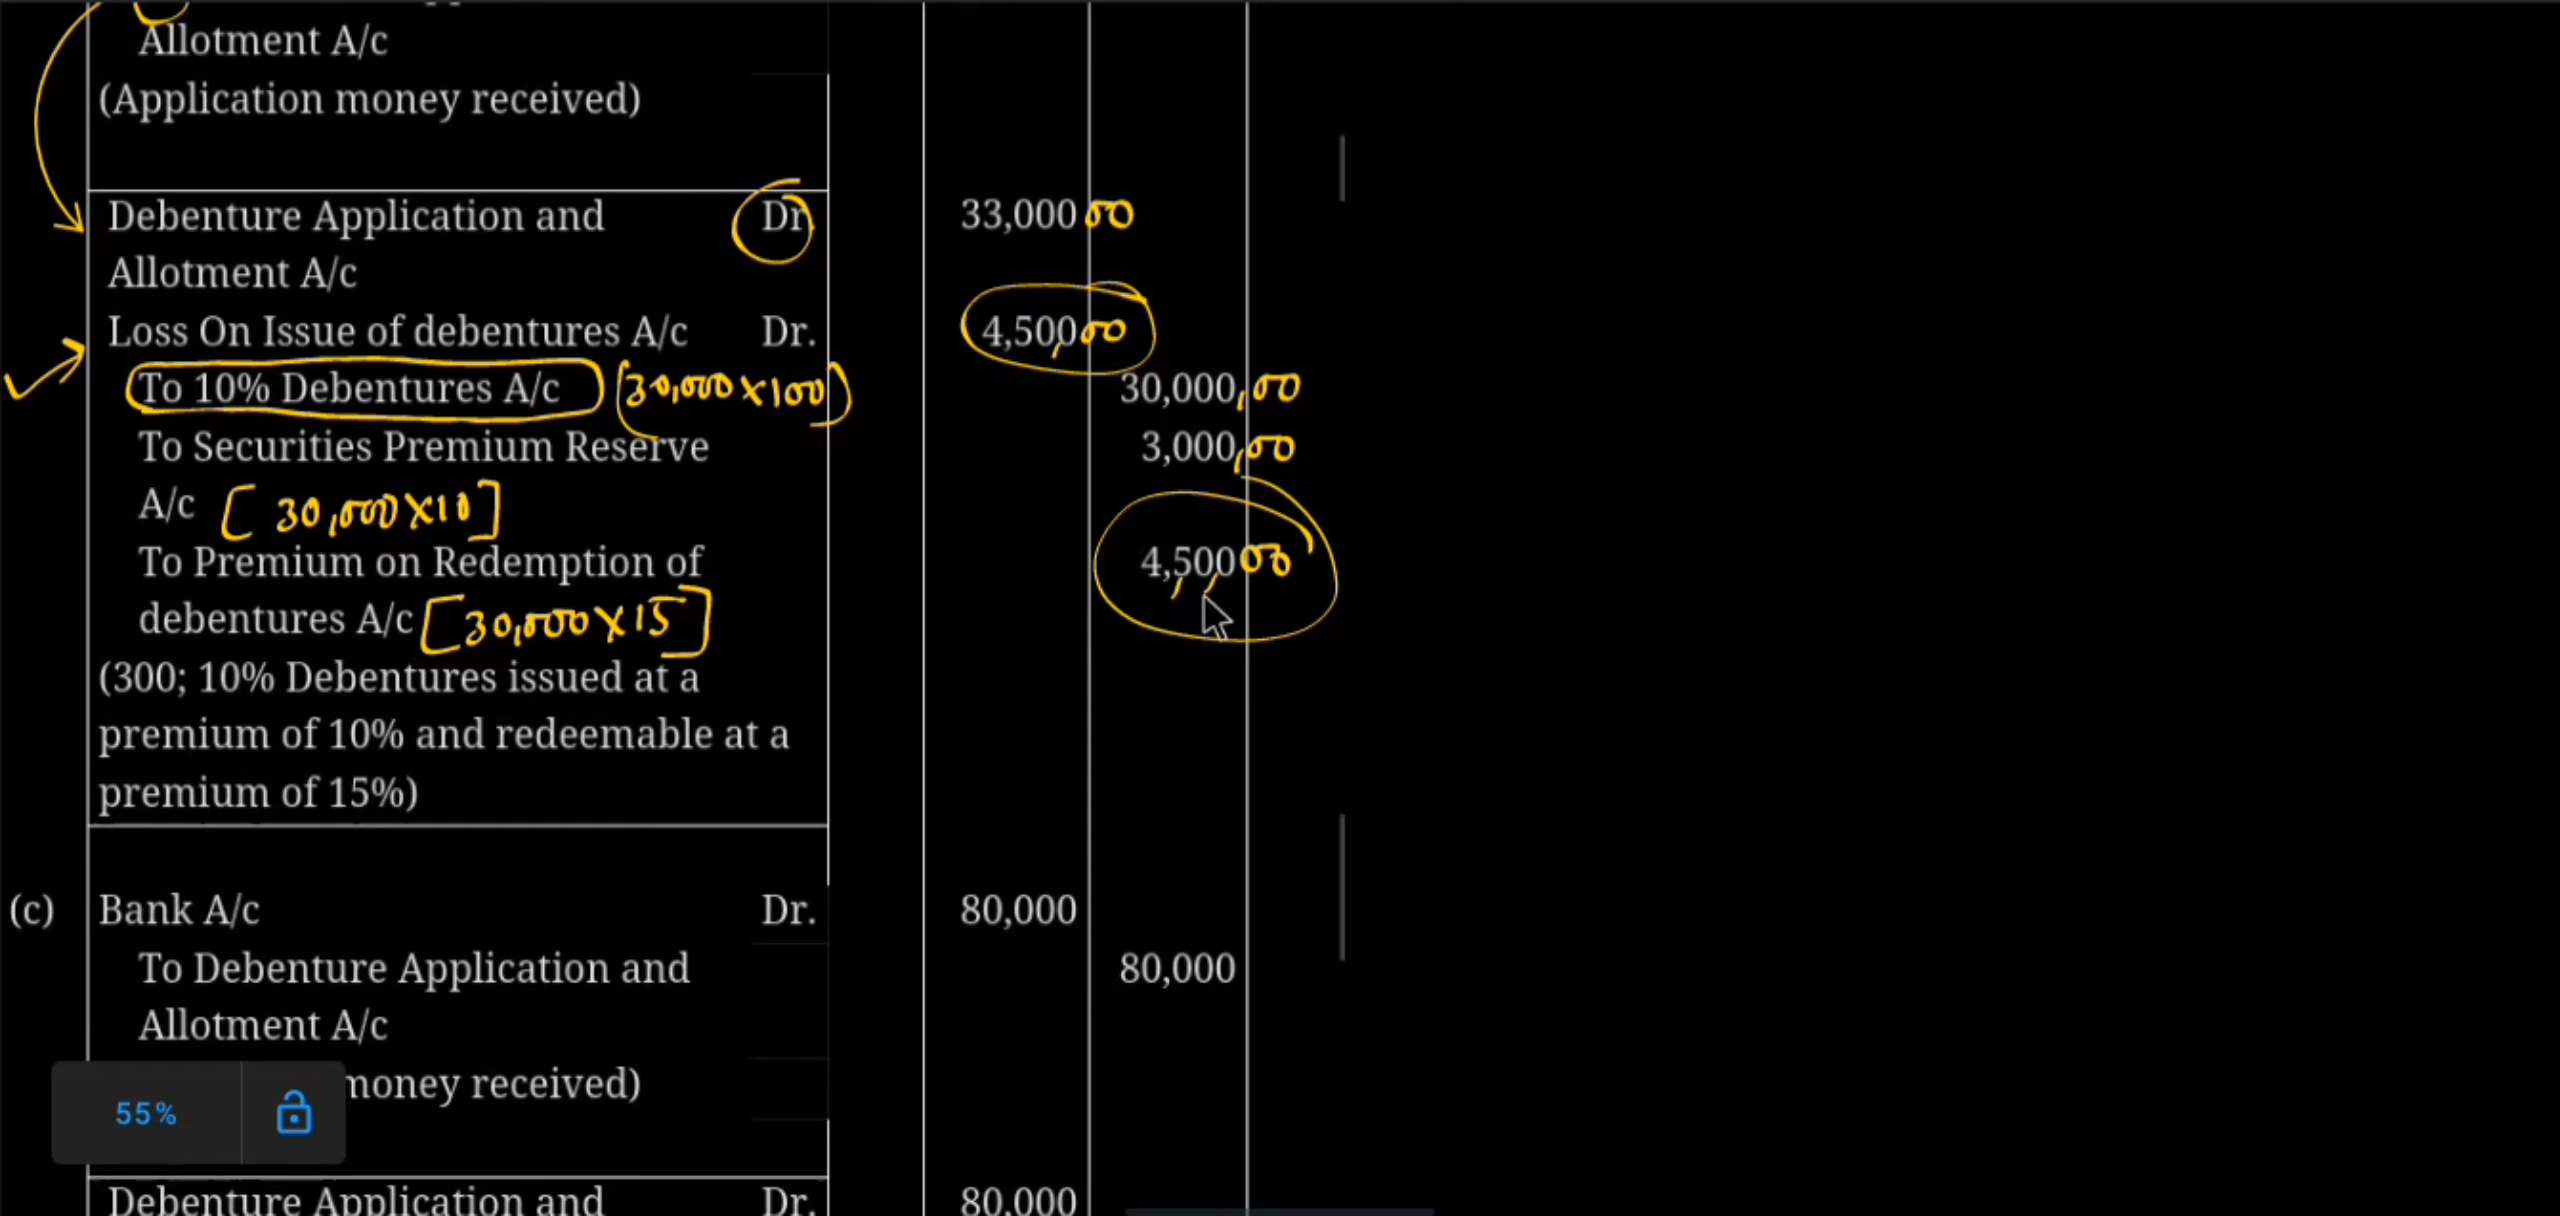 Allotment A/c
(Application money received)
Debenture Application and Dr 33,000 00
Allotment A/c
Loss On Issue of debentures A/c Dr. 4,500,00
To 10% Debentures A/c (30,000×100) 30,000,00
To Securities Premium Reserve 3,000,00
A/c [30,000×10]
To Premium on Redemption of 4,50000
debentures A/c [30,000×15]
(300; 10% Debentures issued at a
premium of 10% and redeemable at a
premium of 15%)
(c) Bank A/c Dr. 80,000
To Debenture Application and 80,000
Allotment A/c
money received)
55%
Debenture Application and Dr. 80,000